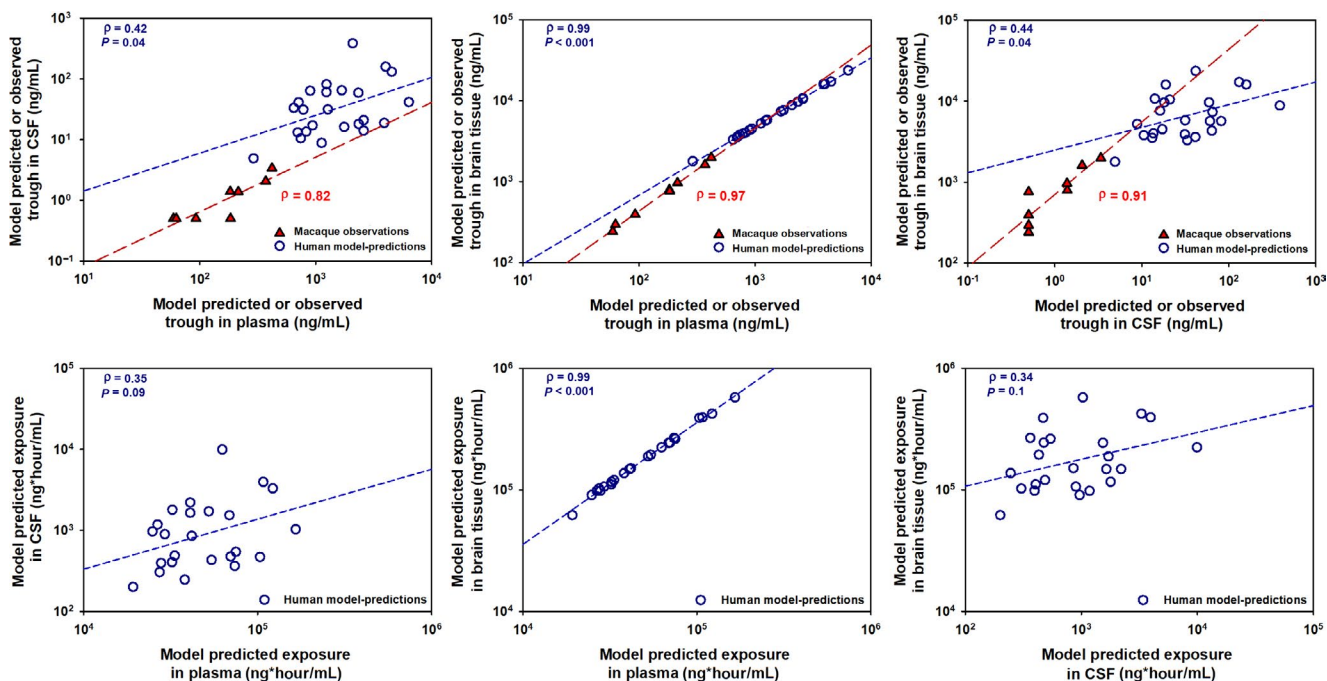 ρ = 0.42
P = 0.04
10³
10²
10¹
10⁰
10⁻¹
10¹
10²
10³
10⁴
Model predicted or observed
trough in CSF (ng/mL)
ρ = 0.82
Macaque observations
Human model-predictions
Model predicted or observed
trough in plasma (ng/mL)
ρ = 0.99
P < 0.001
10⁵
10⁴
10³
10²
10¹
10²
10³
10⁴
Model predicted or observed
trough in brain tissue (ng/mL)
ρ = 0.97
Macaque observations
Human model-predictions
Model predicted or observed
trough in plasma (ng/mL)
ρ = 0.44
P = 0.04
10⁵
10⁴
10³
10²
10⁻¹
10⁰
10¹
10²
10³
Model predicted or observed
trough in brain tissue (ng/mL)
ρ = 0.91
Macaque observations
Human model-predictions
Model predicted or observed
trough in CSF (ng/mL)
ρ = 0.35
P = 0.09
10⁵
10⁴
10³
10²
10⁴
10⁵
10⁶
Model predicted exposure
in CSF (ng*hour/mL)
Human model-predictions
Model predicted exposure
in plasma (ng*hour/mL)
ρ = 0.99
P < 0.001
10⁶
10⁵
10⁴
10⁴
10⁵
10⁶
Model predicted exposure
in brain tissue (ng*hour/mL)
Human model-predictions
Model predicted exposure
in plasma (ng*hour/mL)
ρ = 0.34
P = 0.1
10⁶
10⁵
10⁴
10²
10³
10⁴
10⁵
Model predicted exposure
in brain tissue (ng*hour/mL)
Human model-predictions
Model predicted exposure
in CSF (ng*hour/mL)